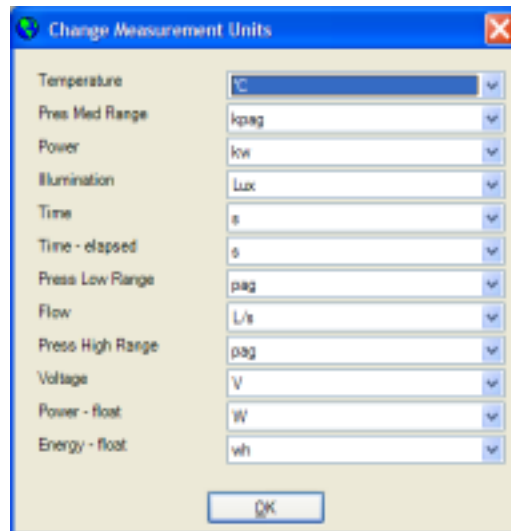 Change Measurement Units
Temperature °C
Pres Med Range kpag
Power kw
Illumination Lux
Time s
Time - elapsed s
Press Low Range pag
Flow L/s
Press High Range pag
Voltage V
Power - float W
Energy - float wh
OK